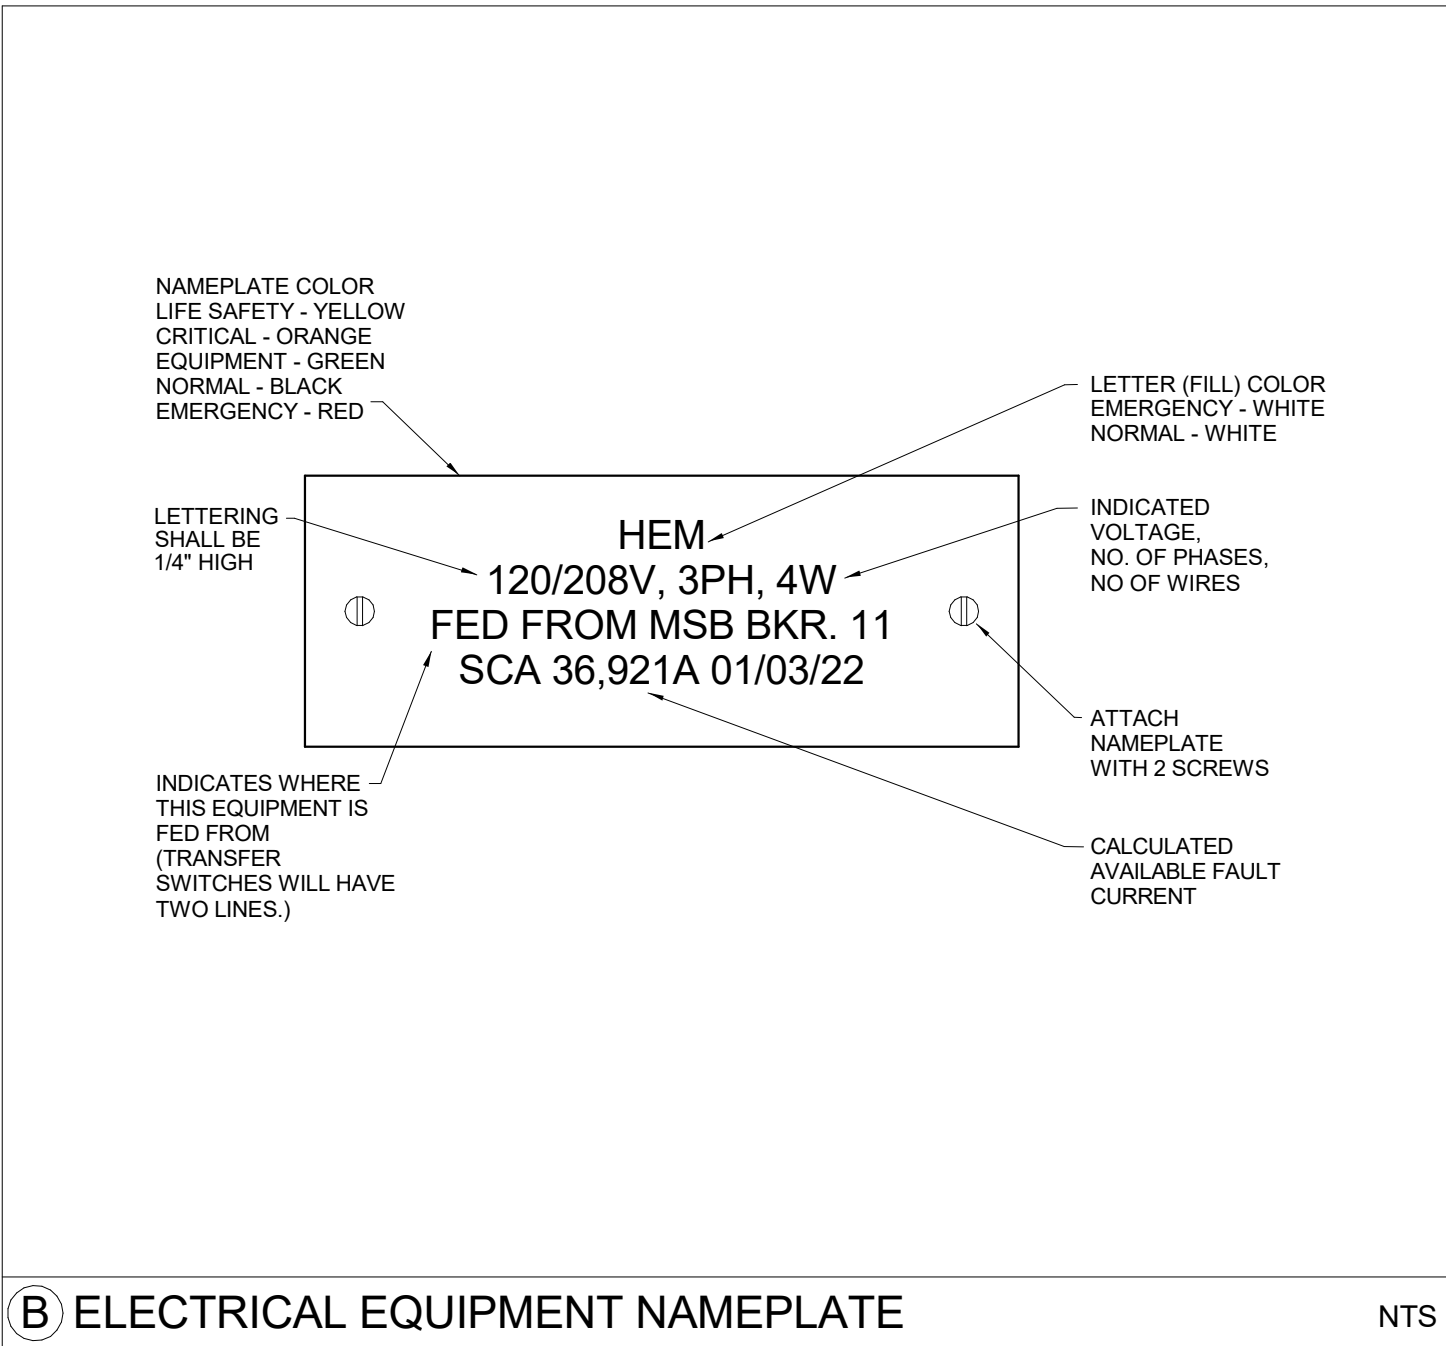 NAMEPLATE COLOR
LIFE SAFETY - YELLOW
CRITICAL - ORANGE
EQUIPMENT - GREEN
NORMAL - BLACK
EMERGENCY - RED
LETTER (FILL) COLOR
EMERGENCY - WHITE
NORMAL - WHITE
LETTERING
SHALL BE
1/4" HIGH
HEM
120/208V, 3PH, 4W
FED FROM MSB BKR. 11
SCA 36,921A 01/03/22
INDICATED
VOLTAGE,
NO. OF PHASES,
NO OF WIRES
ATTACH
NAMEPLATE
WITH 2 SCREWS
INDICATES WHERE
THIS EQUIPMENT IS
FED FROM
(TRANSFER
SWITCHES WILL HAVE
TWO LINES.)
CALCULATED
AVAILABLE FAULT
CURRENT
B ELECTRICAL EQUIPMENT NAMEPLATE
NTS